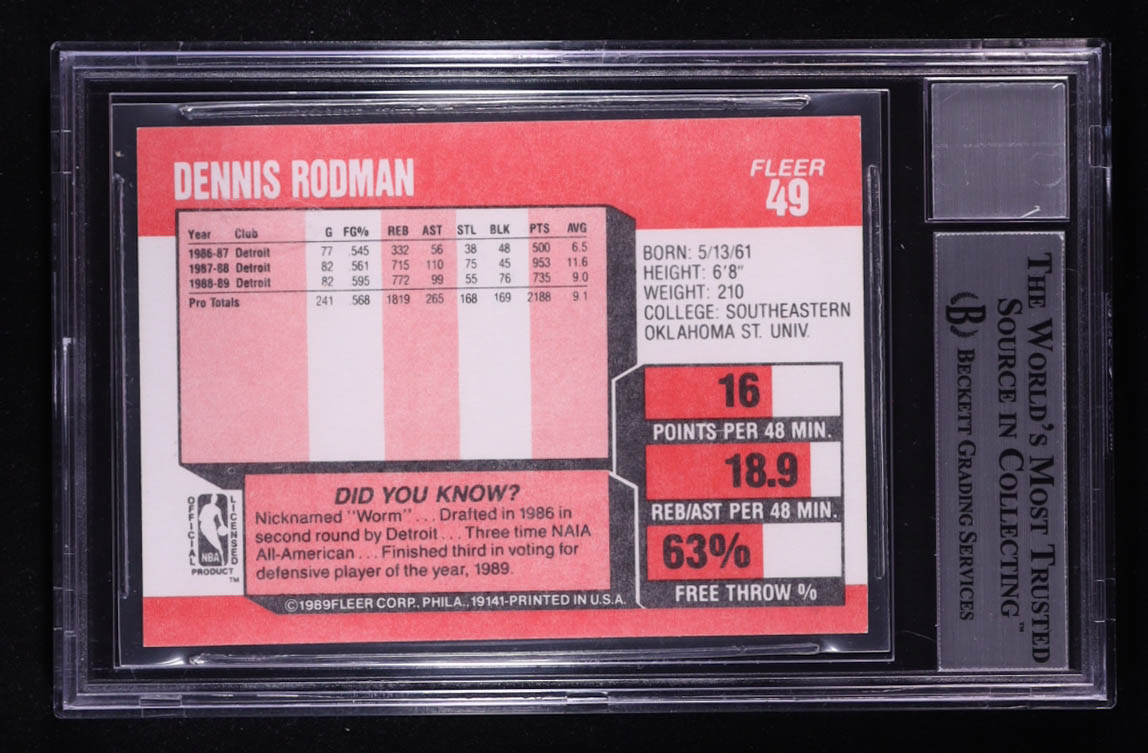 DENNIS RODMAN
FLEER
49
Year Club G FG% REB AST STL BLK PTS AVG
1986-87 Detroit 77 .545 332 56 38 48 500 6.5
1987-88 Detroit 82 .561 715 110 75 45 953 11.6
1988-89 Detroit 82 .595 772 99 55 76 735 9.0
Pro Totals 241 .568 1819 265 168 169 2188 9.1
BORN: 5/13/61
HEIGHT: 6'8"
WEIGHT: 210
COLLEGE: SOUTHEASTERN
OKLAHOMA ST. UNIV.
16
POINTS PER 48 MIN.
18.9
REB/AST PER 48 MIN.
63%
FREE THROW %
OFFICIAL
LICENSED
NBA
PRODUCT™
DID YOU KNOW?
Nicknamed "Worm" . . . Drafted in 1986 in
second round by Detroit . . . Three time NAIA
All-American . . . Finished third in voting for
defensive player of the year, 1989.
©1989FLEER CORP., PHILA., 19141-PRINTED IN U.S.A.
THE WORLD'S MOST TRUSTED
SOURCE IN COLLECTING™
B BECKETT GRADING SERVICES